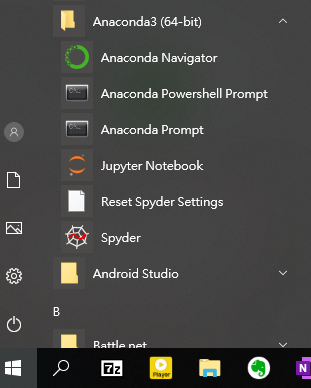 Anaconda3 (64-bit)
Anaconda Navigator
Anaconda Powershell Prompt
Anaconda Prompt
Jupyter Notebook
Reset Spyder Settings
Spyder
Android Studio
B
Battle.net
7z
Player
N